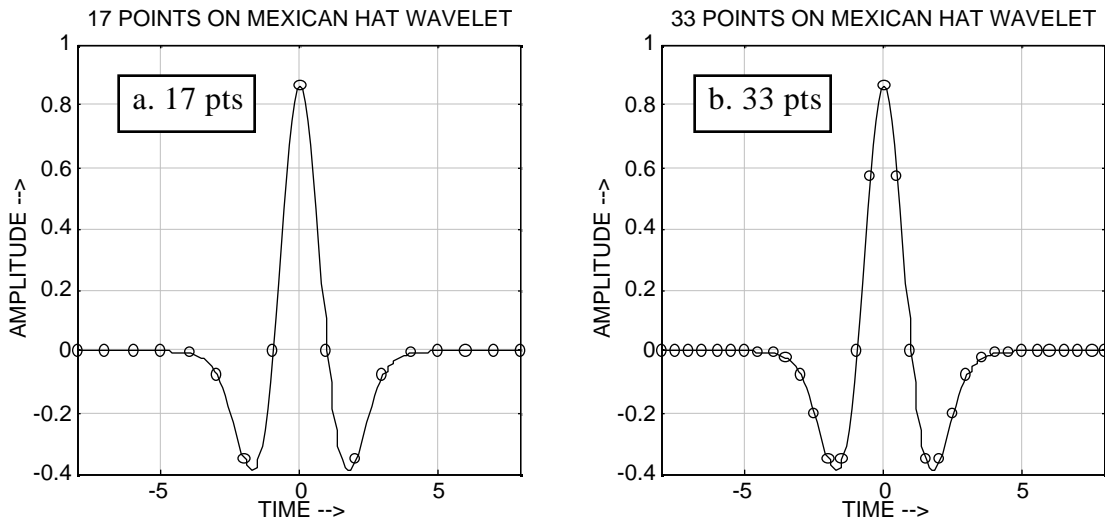 17 POINTS ON MEXICAN HAT WAVELET
1
0.8
0.6
0.4
0.2
0
-0.2
-0.4
AMPLITUDE -->
a. 17 pts
-5
0
5
TIME -->
33 POINTS ON MEXICAN HAT WAVELET
1
0.8
0.6
0.4
0.2
0
-0.2
-0.4
AMPLITUDE -->
b. 33 pts
-5
0
5
TIME -->